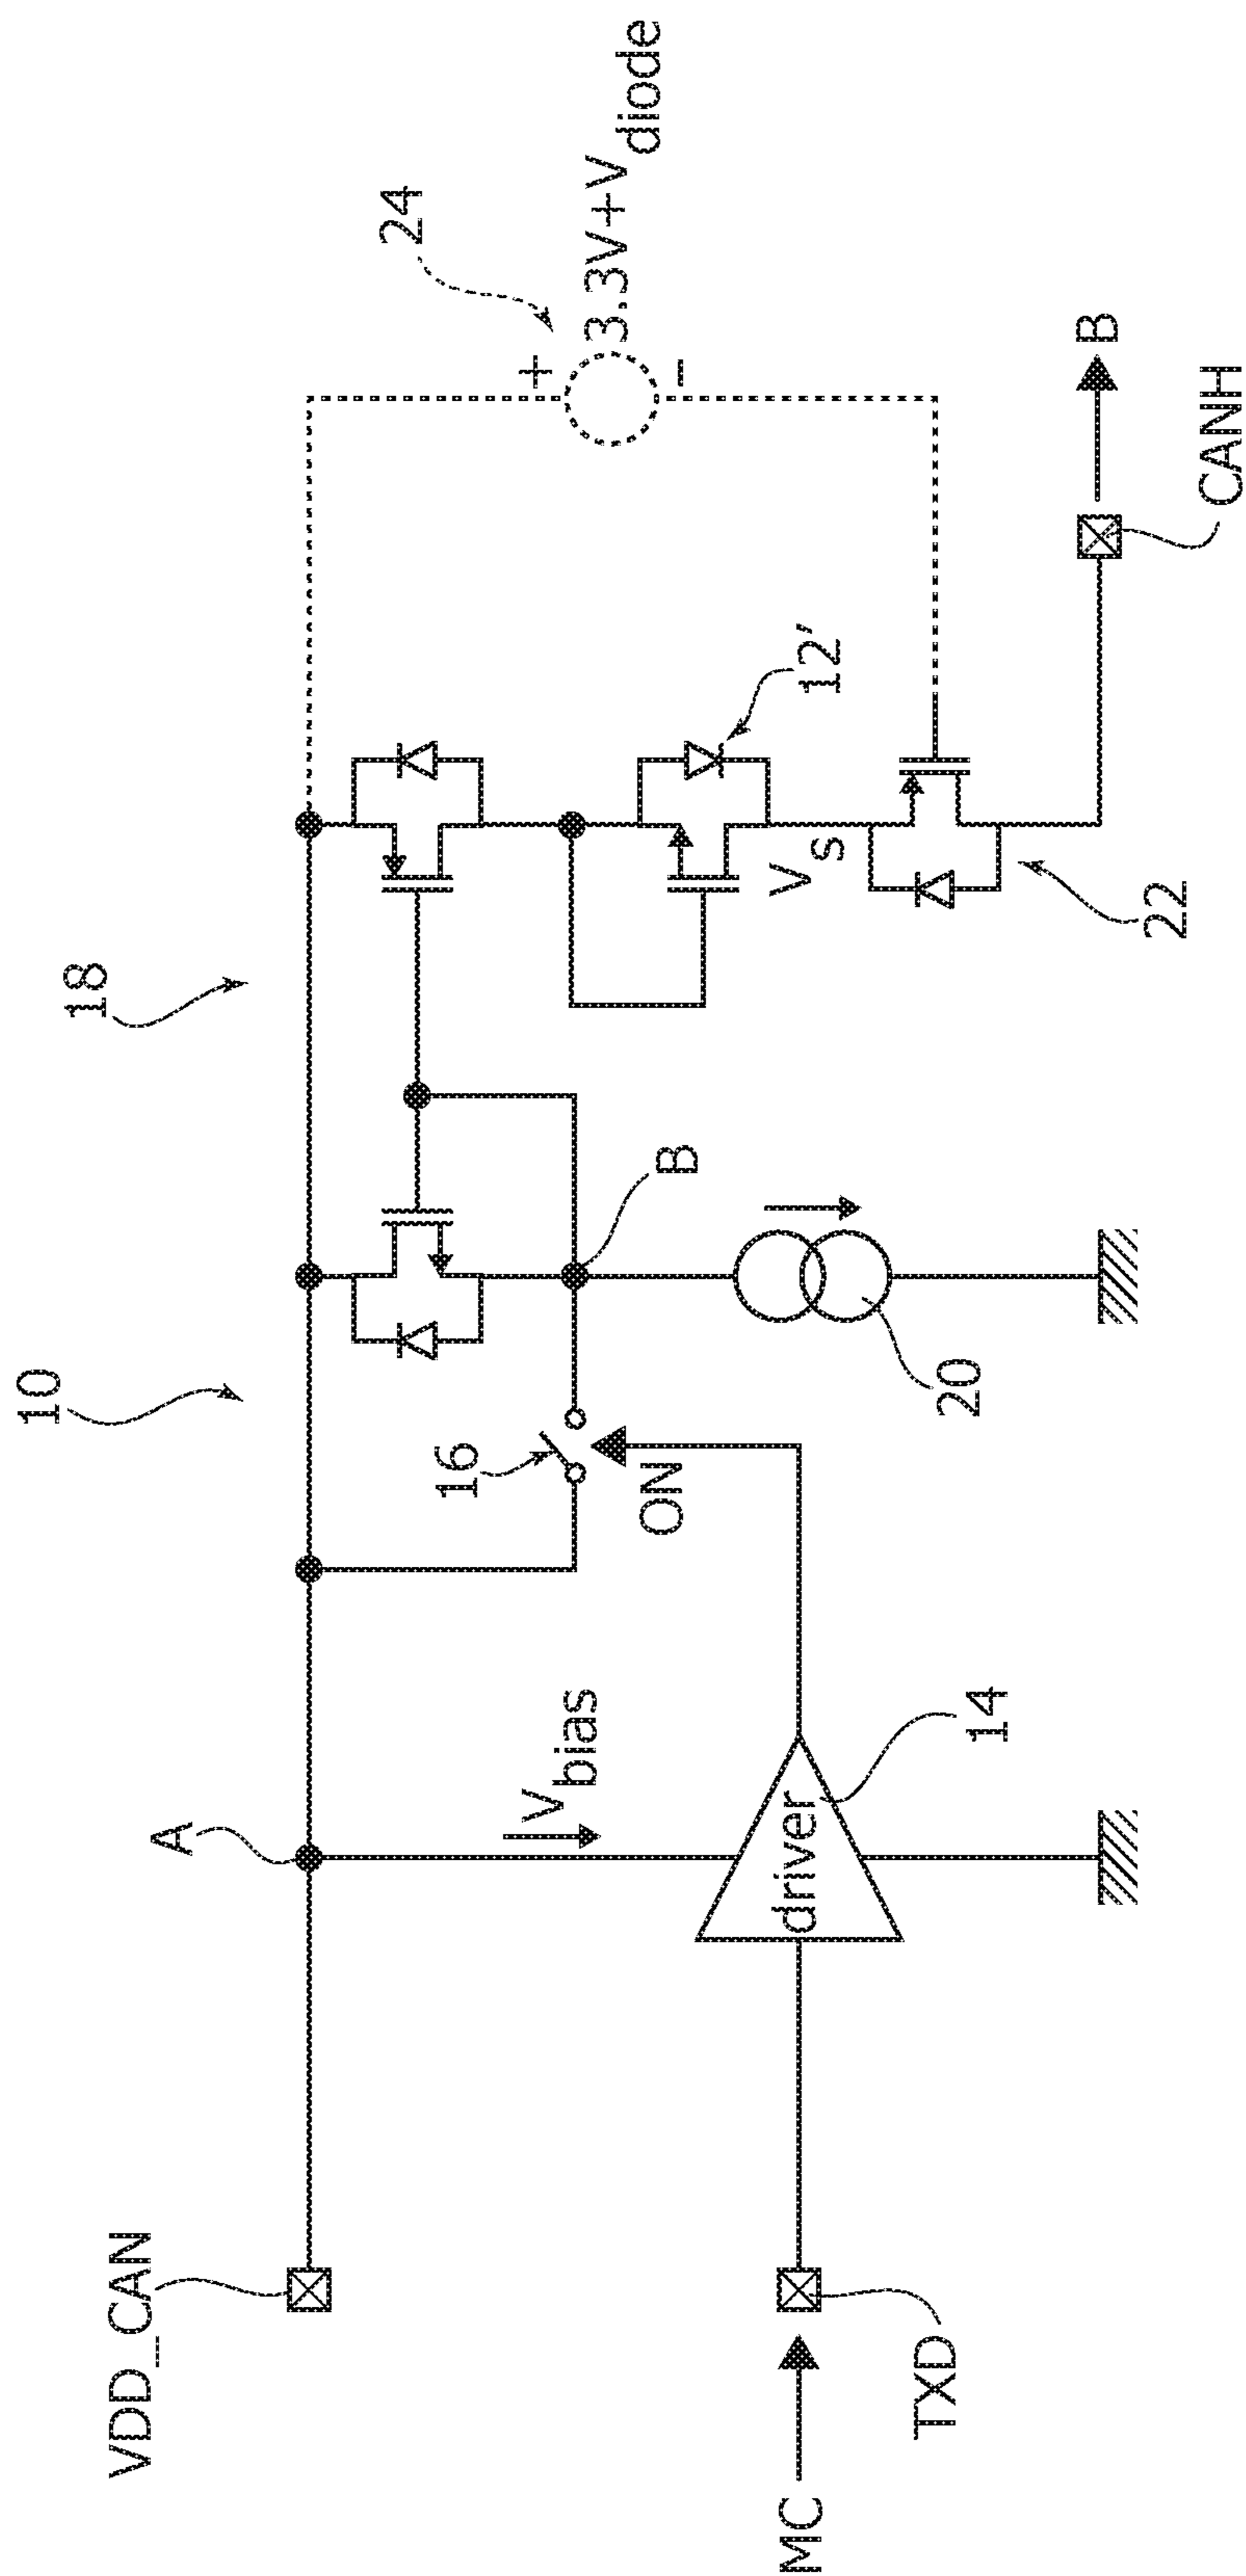 10
18
24
VDD_CAN
A
V
bias
16
ON
B
3.3V+V
diode
+
−
12'
V
S
22
MC
TXD
driver
14
20
B
CANH